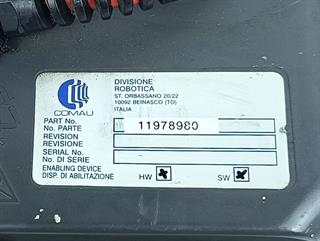 COMAU
DIVISIONE
ROBOTICA
ST. ORBASSANO 20/22
10092 BEINASCO (TO)
ITALIA
PART No.
No. PARTE
11978980
REVISION
REVISIONE
SERIAL No.
No. DI SERIE
ENABLING DEVICE
DISP. DI ABILITAZIONE
HW
SW